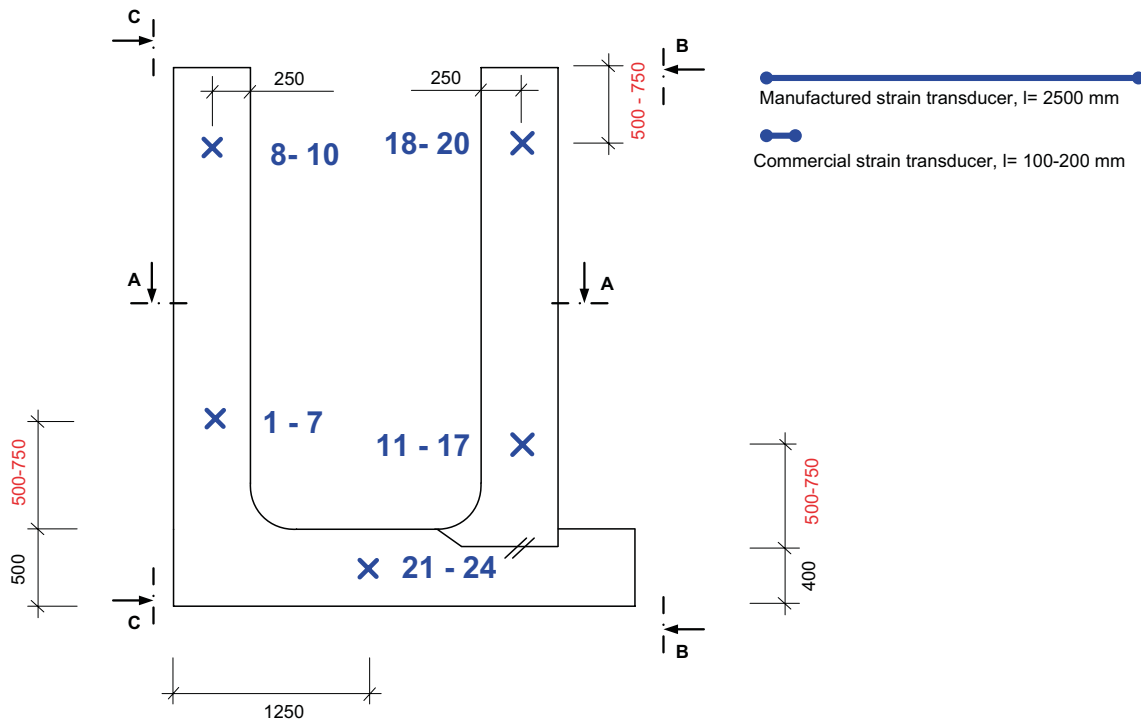 C
B
250
250
500 - 750
Manufactured strain transducer, l= 2500 mm
8- 10
18- 20
Commercial strain transducer, l= 100-200 mm
A
A
1 - 7
11 - 17
500-750
500-750
500
21 - 24
400
C
B
1250